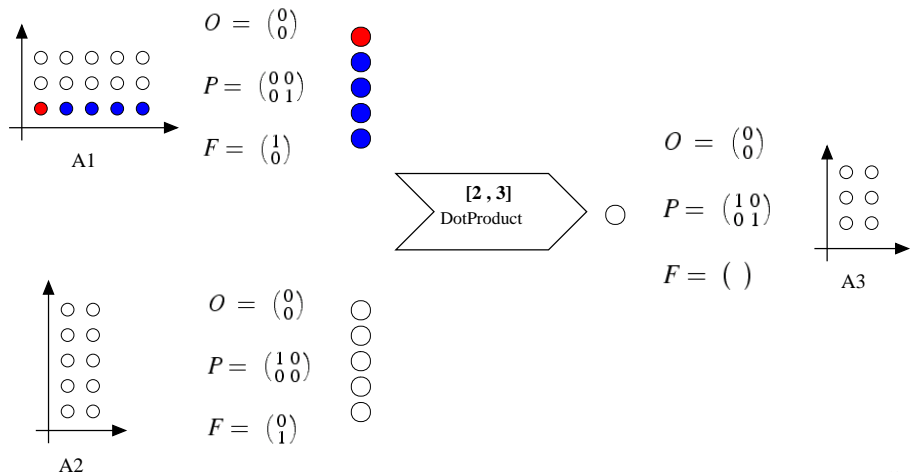 O = (0 0)
P = (0 0 0 1)
F = (1 0)
A1
[2 , 3]
DotProduct
O = (0 0)
P = (1 0 0 1)
F = ( )
A3
O = (0 0)
P = (1 0 0 0)
F = (0 1)
A2